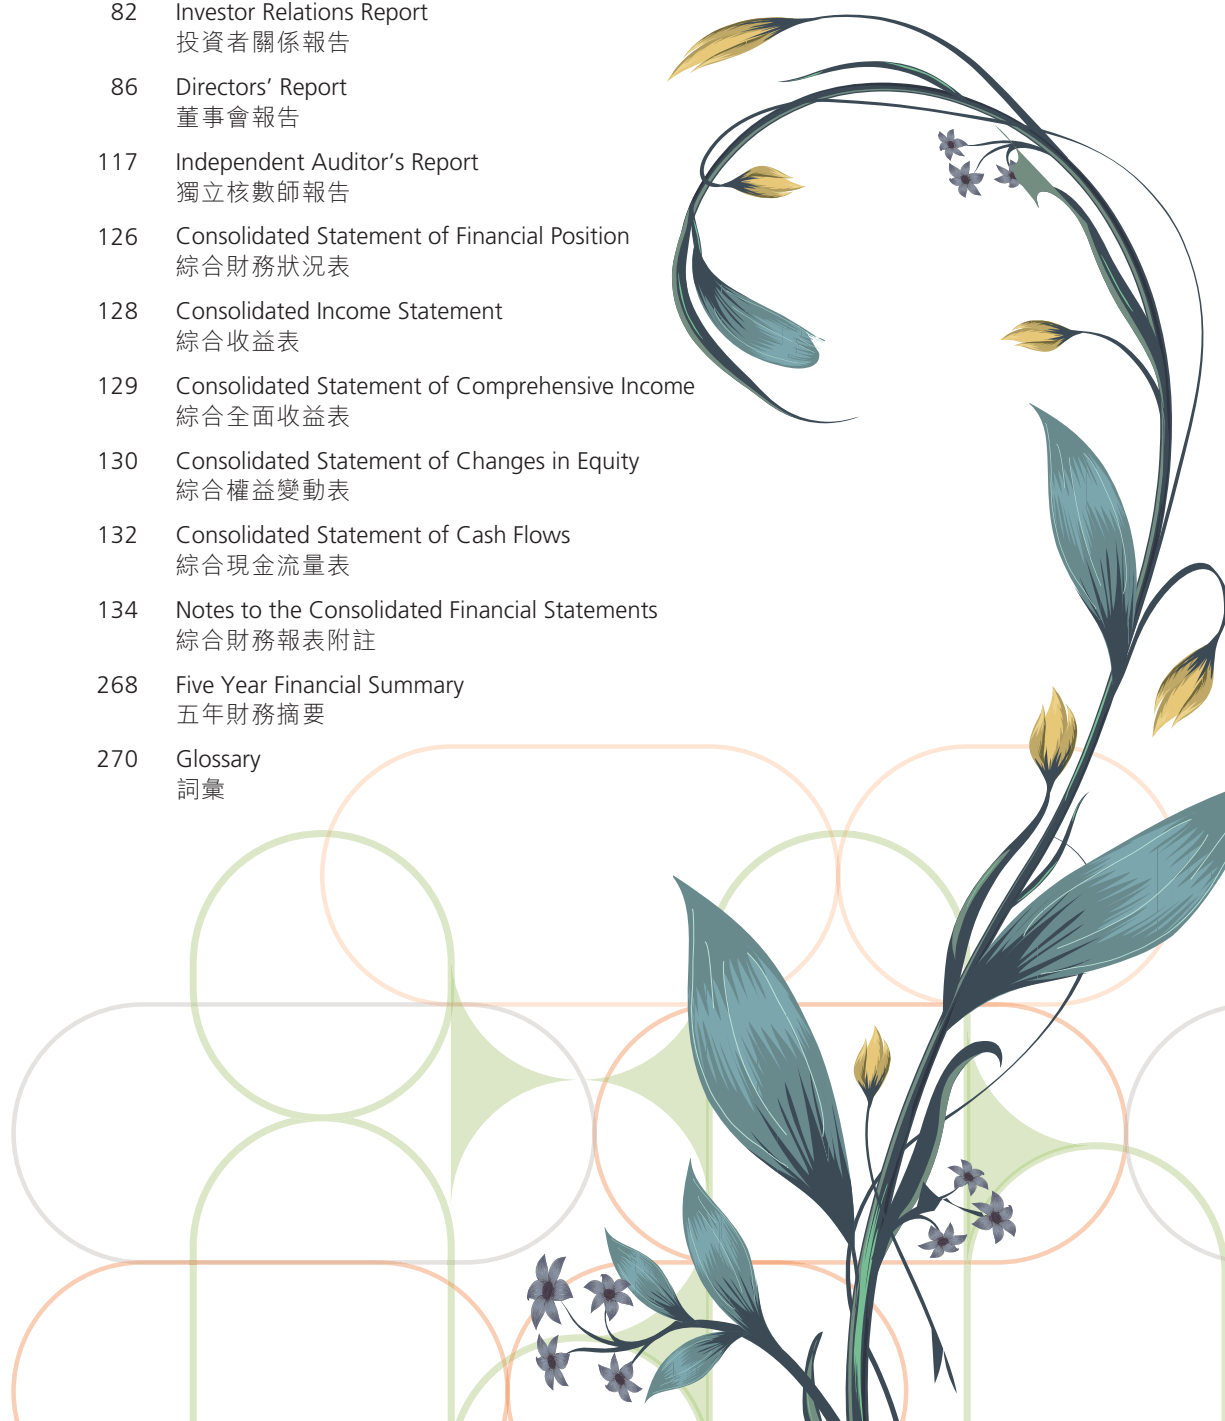 82 Investor Relations Report
投資者關係報告
86 Directors’ Report
董事會報告
117 Independent Auditor’s Report
獨立核數師報告
126 Consolidated Statement of Financial Position
綜合財務狀況表
128 Consolidated Income Statement
綜合收益表
129 Consolidated Statement of Comprehensive Income
綜合全面收益表
130 Consolidated Statement of Changes in Equity
綜合權益變動表
132 Consolidated Statement of Cash Flows
綜合現金流量表
134 Notes to the Consolidated Financial Statements
綜合財務報表附註
268 Five Year Financial Summary
五年財務摘要
270 Glossary
詞彙